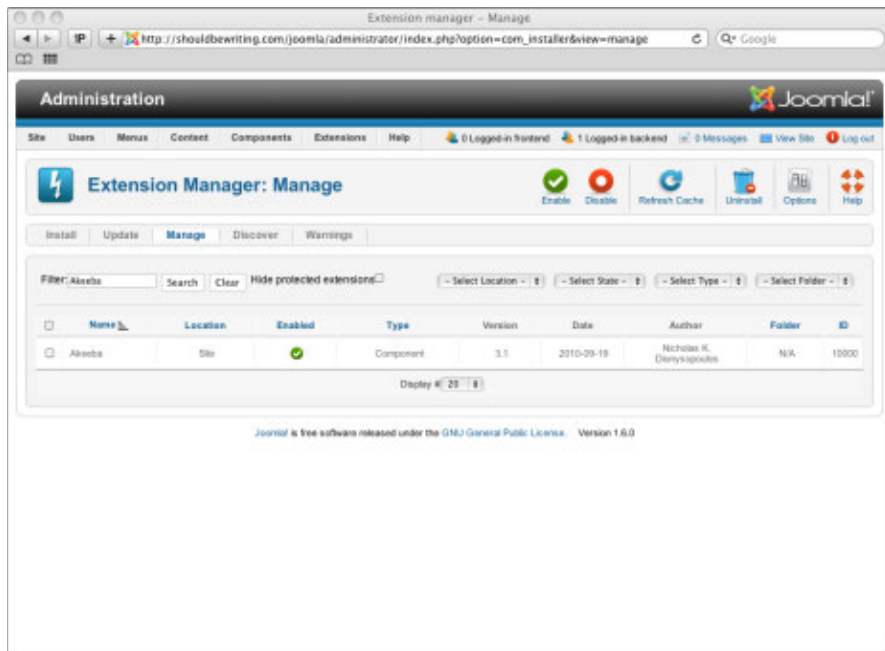 Extension manager - Manage
1P + http://shouldbewriting.com/joomla/administrator/index.php?option=com_installer&view=manage Google
Administration Joomla!
Site Users Menus Content Components Extensions Help 0 Logged-in frontend 1 Logged-in backend 0 Messages View Site Log out
Extension Manager: Manage Enable Disable Refresh Cache Uninstall Options Help
Install Update Manage Discover Warnings
Filter: Akeeba Search Clear Hide protected extensions - Select Location - - Select State - - Select Type - - Select Folder -
Name Location Enabled Type Version Date Author Folder ID
Akeeba Site Component 3.1 2010-09-19 Nicholas K. Dionysopoulos N/A 10000
Display # 20
Joomla! is free software released under the GNU General Public License. Version 1.6.0